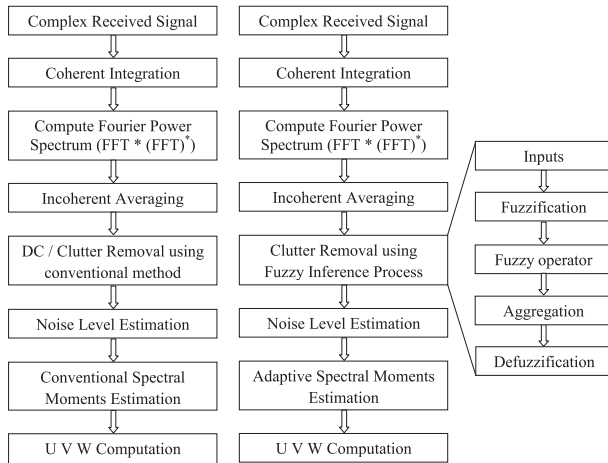 Complex Received Signal
Coherent Integration
Compute Fourier Power
Spectrum (FFT * (FFT)*)
Incoherent Averaging
DC / Clutter Removal using
conventional method
Noise Level Estimation
Conventional Spectral
Moments Estimation
U V W Computation
Complex Received Signal
Coherent Integration
Compute Fourier Power
Spectrum (FFT * (FFT)*)
Incoherent Averaging
Clutter Removal using
Fuzzy Inference Process
Noise Level Estimation
Adaptive Spectral Moments
Estimation
U V W Computation
Inputs
Fuzzification
Fuzzy operator
Aggregation
Defuzzification